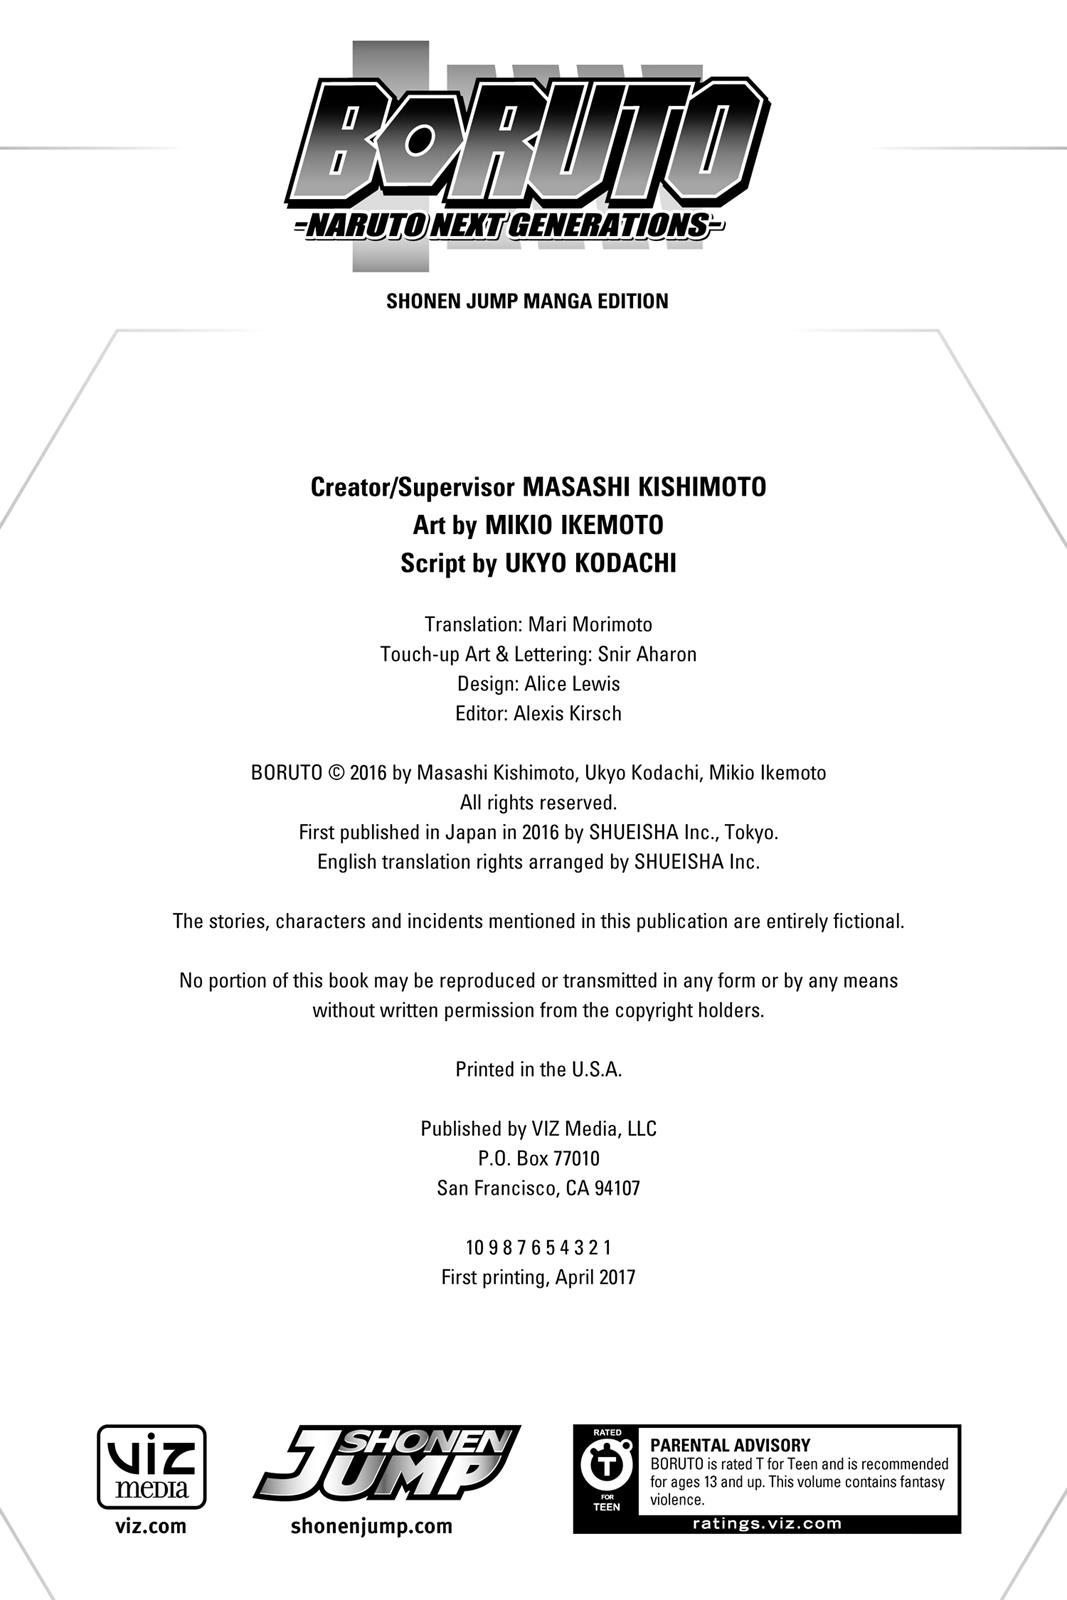 BORUTO
-NARUTO NEXT GENERATIONS-
SHONEN JUMP MANGA EDITION
Creator/Supervisor MASASHI KISHIMOTO
Art by MIKIO IKEMOTO
Script by UKYO KODACHI
Translation: Mari Morimoto
Touch-up Art & Lettering: Snir Aharon
Design: Alice Lewis
Editor: Alexis Kirsch
BORUTO © 2016 by Masashi Kishimoto, Ukyo Kodachi, Mikio Ikemoto
All rights reserved.
First published in Japan in 2016 by SHUEISHA Inc., Tokyo.
English translation rights arranged by SHUEISHA Inc.
The stories, characters and incidents mentioned in this publication are entirely fictional.
No portion of this book may be reproduced or transmitted in any form or by any means
without written permission from the copyright holders.
Printed in the U.S.A.
Published by VIZ Media, LLC
P.O. Box 77010
San Francisco, CA 94107
10 9 8 7 6 5 4 3 2 1
First printing, April 2017
viz
media
viz.com
SHONEN
JUMP
shonenjump.com
RATED
T
FOR
TEEN
PARENTAL ADVISORY
BORUTO is rated T for Teen and is recommended
for ages 13 and up. This volume contains fantasy
violence.
ratings.viz.com